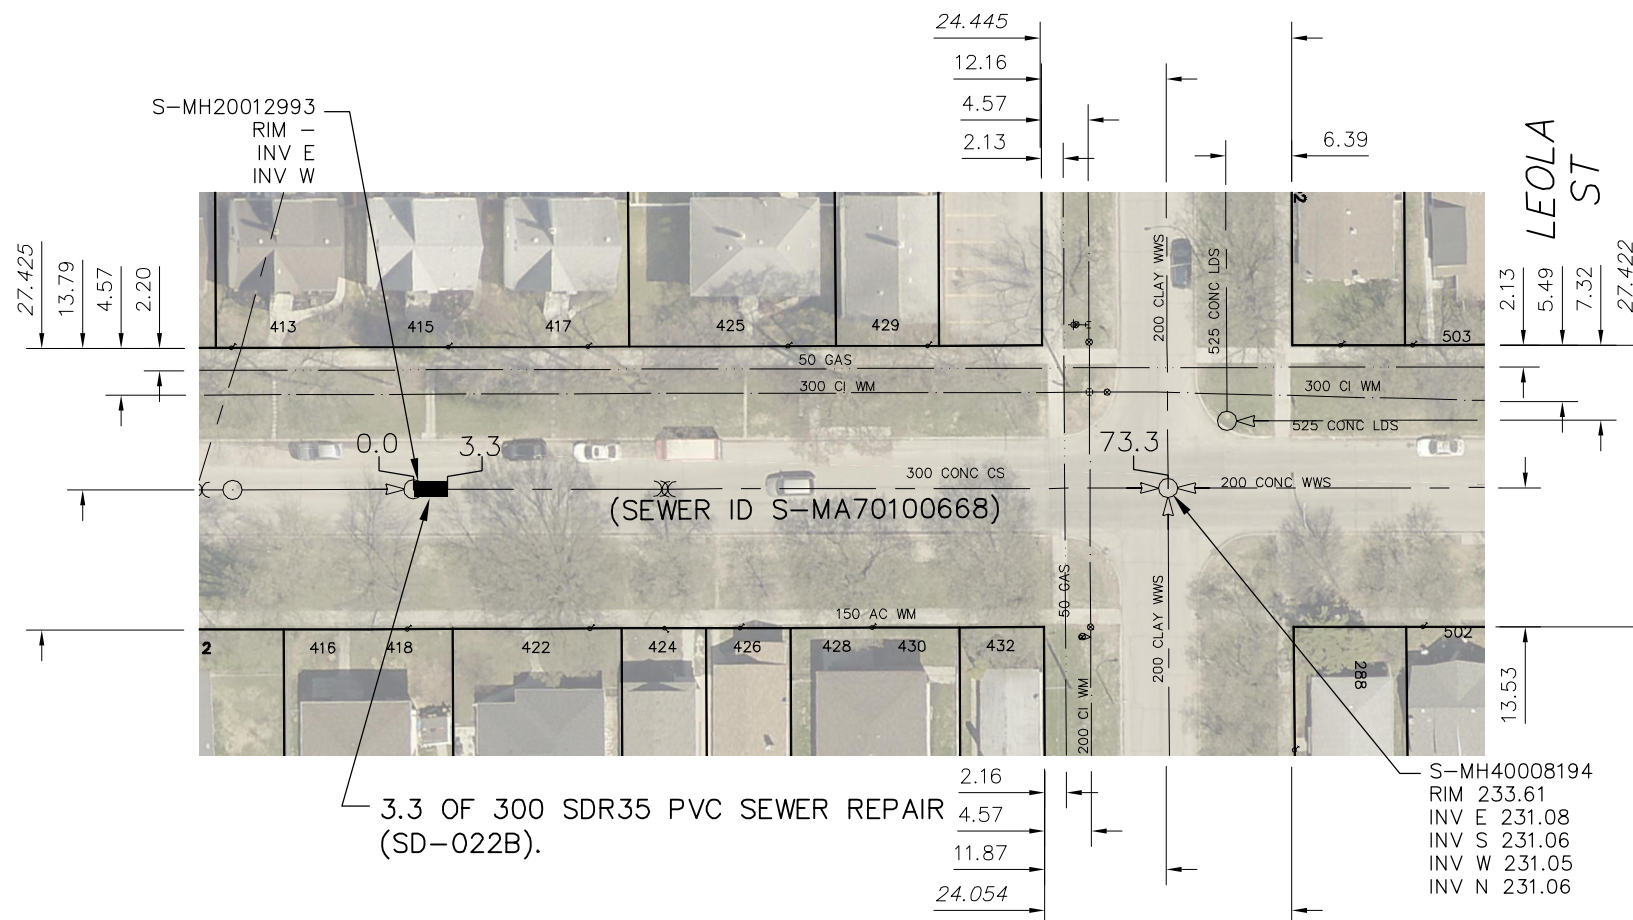 24.445
12.16
4.57
2.13
6.39
LEOLA
ST
S-MH20012993
RIM -
INV E
INV W
27.425
13.79
4.57
2.20
2.13
5.49
7.32
27.422
413
415
417
425
429
503
200 CLAY WWS
525 CONC LDS
50 GAS
300 CI WM
300 CI WM
525 CONC LDS
0.0
3.3
73.3
300 CONC CS
200 CONC WWS
(SEWER ID S-MA70100668)
50 GAS
200 CLAY WWS
150 AC WM
200 CI WM
2
416
418
422
424
426
428
430
432
502
288
13.53
3.3 OF 300 SDR35 PVC SEWER REPAIR
(SD-022B).
2.16
4.57
11.87
24.054
S-MH40008194
RIM 233.61
INV E 231.08
INV S 231.06
INV W 231.05
INV N 231.06